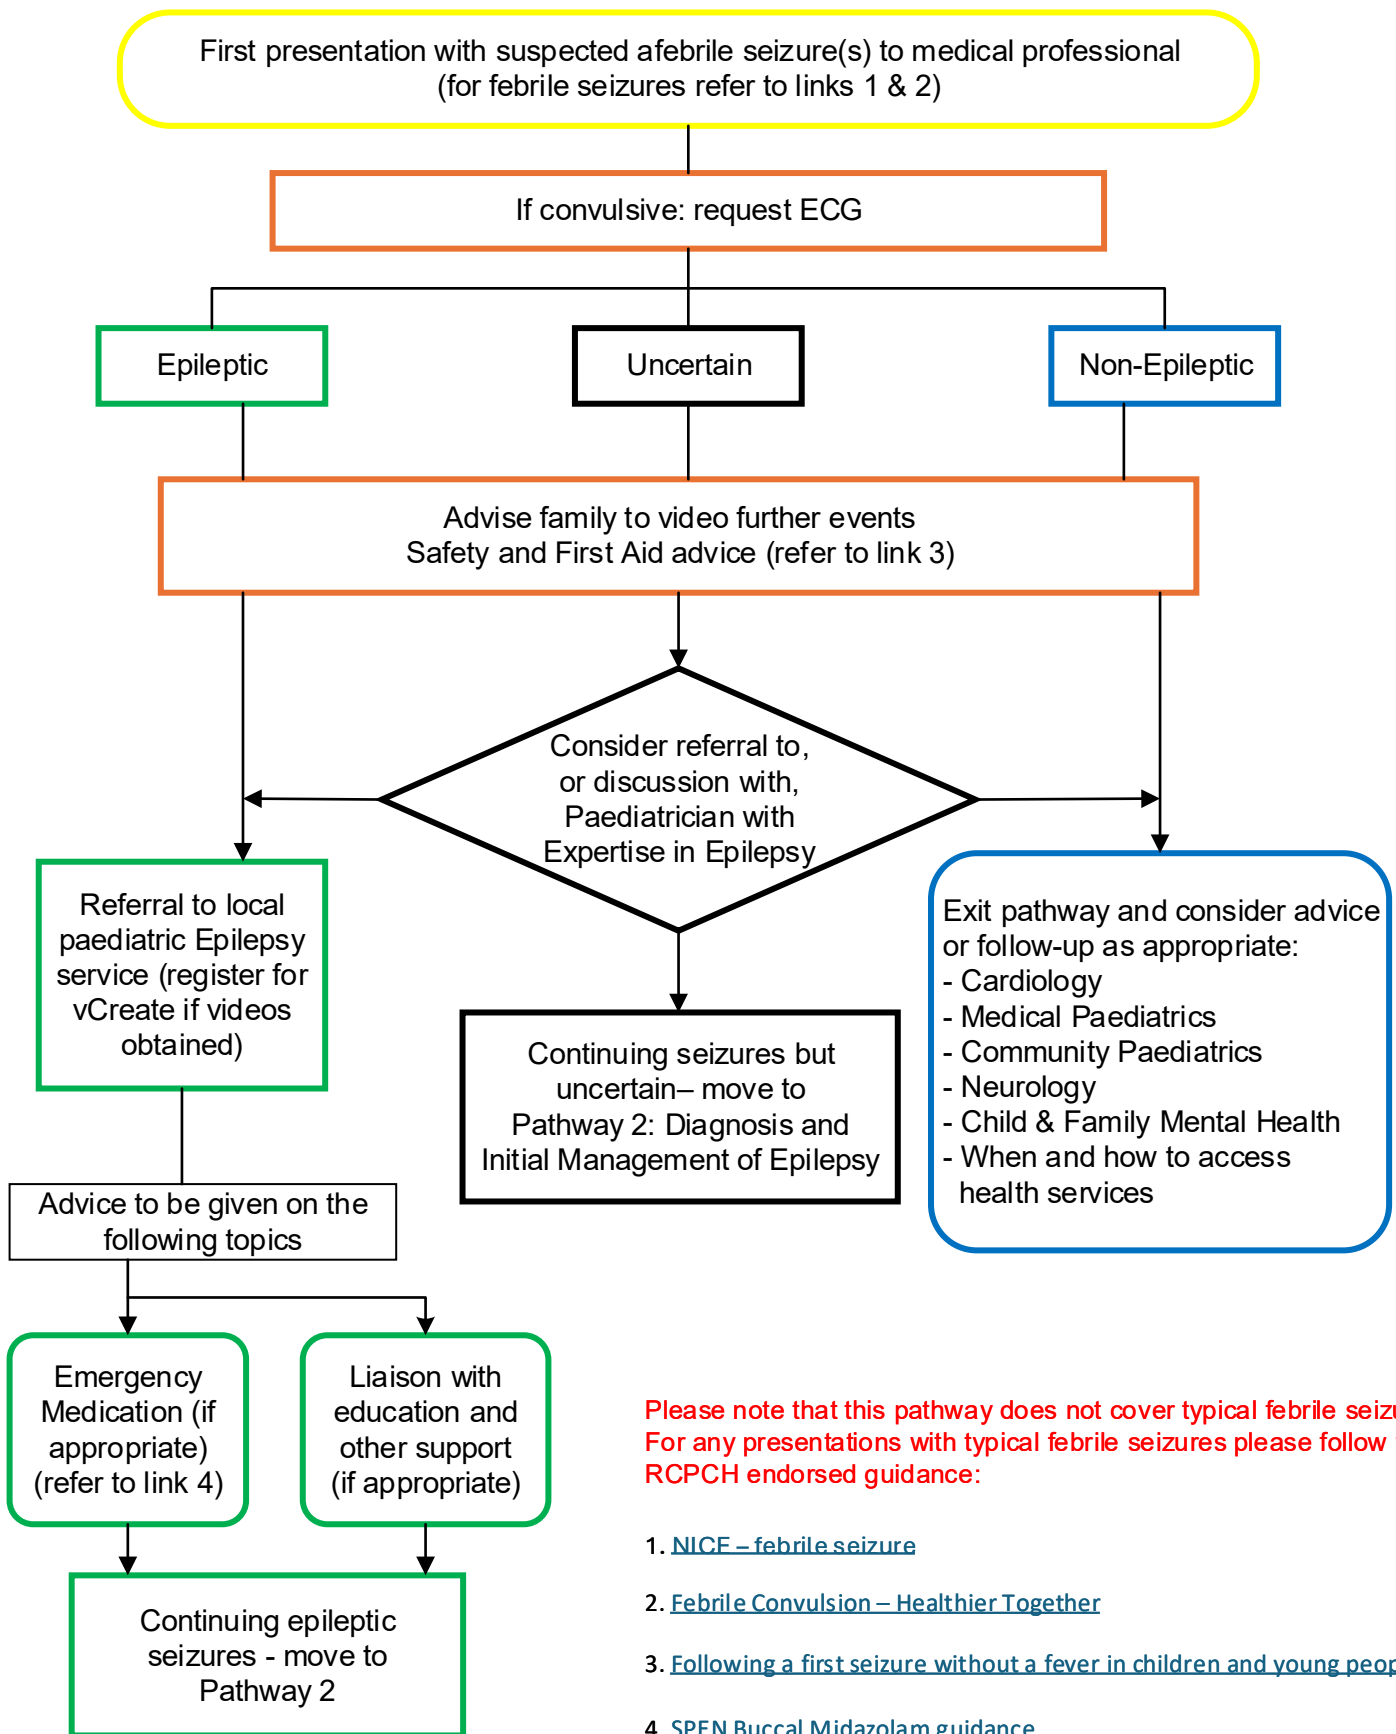 First presentation with suspected afebrile seizure(s) to medical professional
(for febrile seizures refer to links 1 & 2)
If convulsive: request ECG
Epileptic
Uncertain
Non-Epileptic
Advise family to video further events
Safety and First Aid advice (refer to link 3)
Consider referral to,
or discussion with,
Paediatrician with
Expertise in Epilepsy
Referral to local
paediatric Epilepsy
service (register for
vCreate if videos
obtained)
Continuing seizures but
uncertain– move to
Pathway 2: Diagnosis and
Initial Management of Epilepsy
Exit pathway and consider advice
or follow-up as appropriate:
- Cardiology
- Medical Paediatrics
- Community Paediatrics
- Neurology
- Child & Family Mental Health
- When and how to access
health services
Advice to be given on the
following topics
Emergency
Medication (if
appropriate)
(refer to link 4)
Liaison with
education and
other support
(if appropriate)
Continuing epileptic
seizures - move to
Pathway 2
Please note that this pathway does not cover typical febrile
For any presentations with typical febrile seizures please follow
RCPCH endorsed guidance:
1. NICE – febrile seizure
2. Febrile Convulsion – Healthier Together
3. Following a first seizure without a fever in children and young
4. SPEN Buccal Midazolam guidance